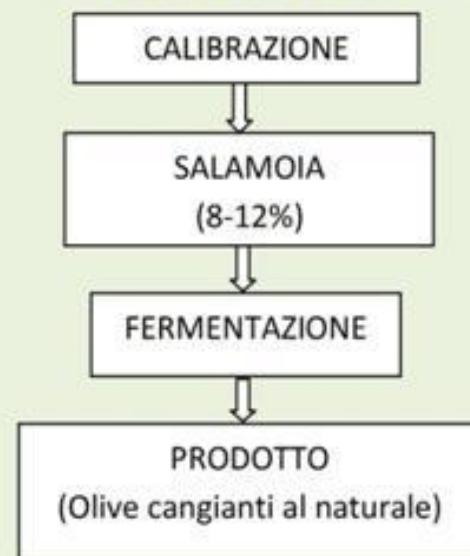 CALIBRAZIONE
SALAMOIA
(8-12%)
FERMENTAZIONE
PRODOTTO
(Olive cangianti al naturale)